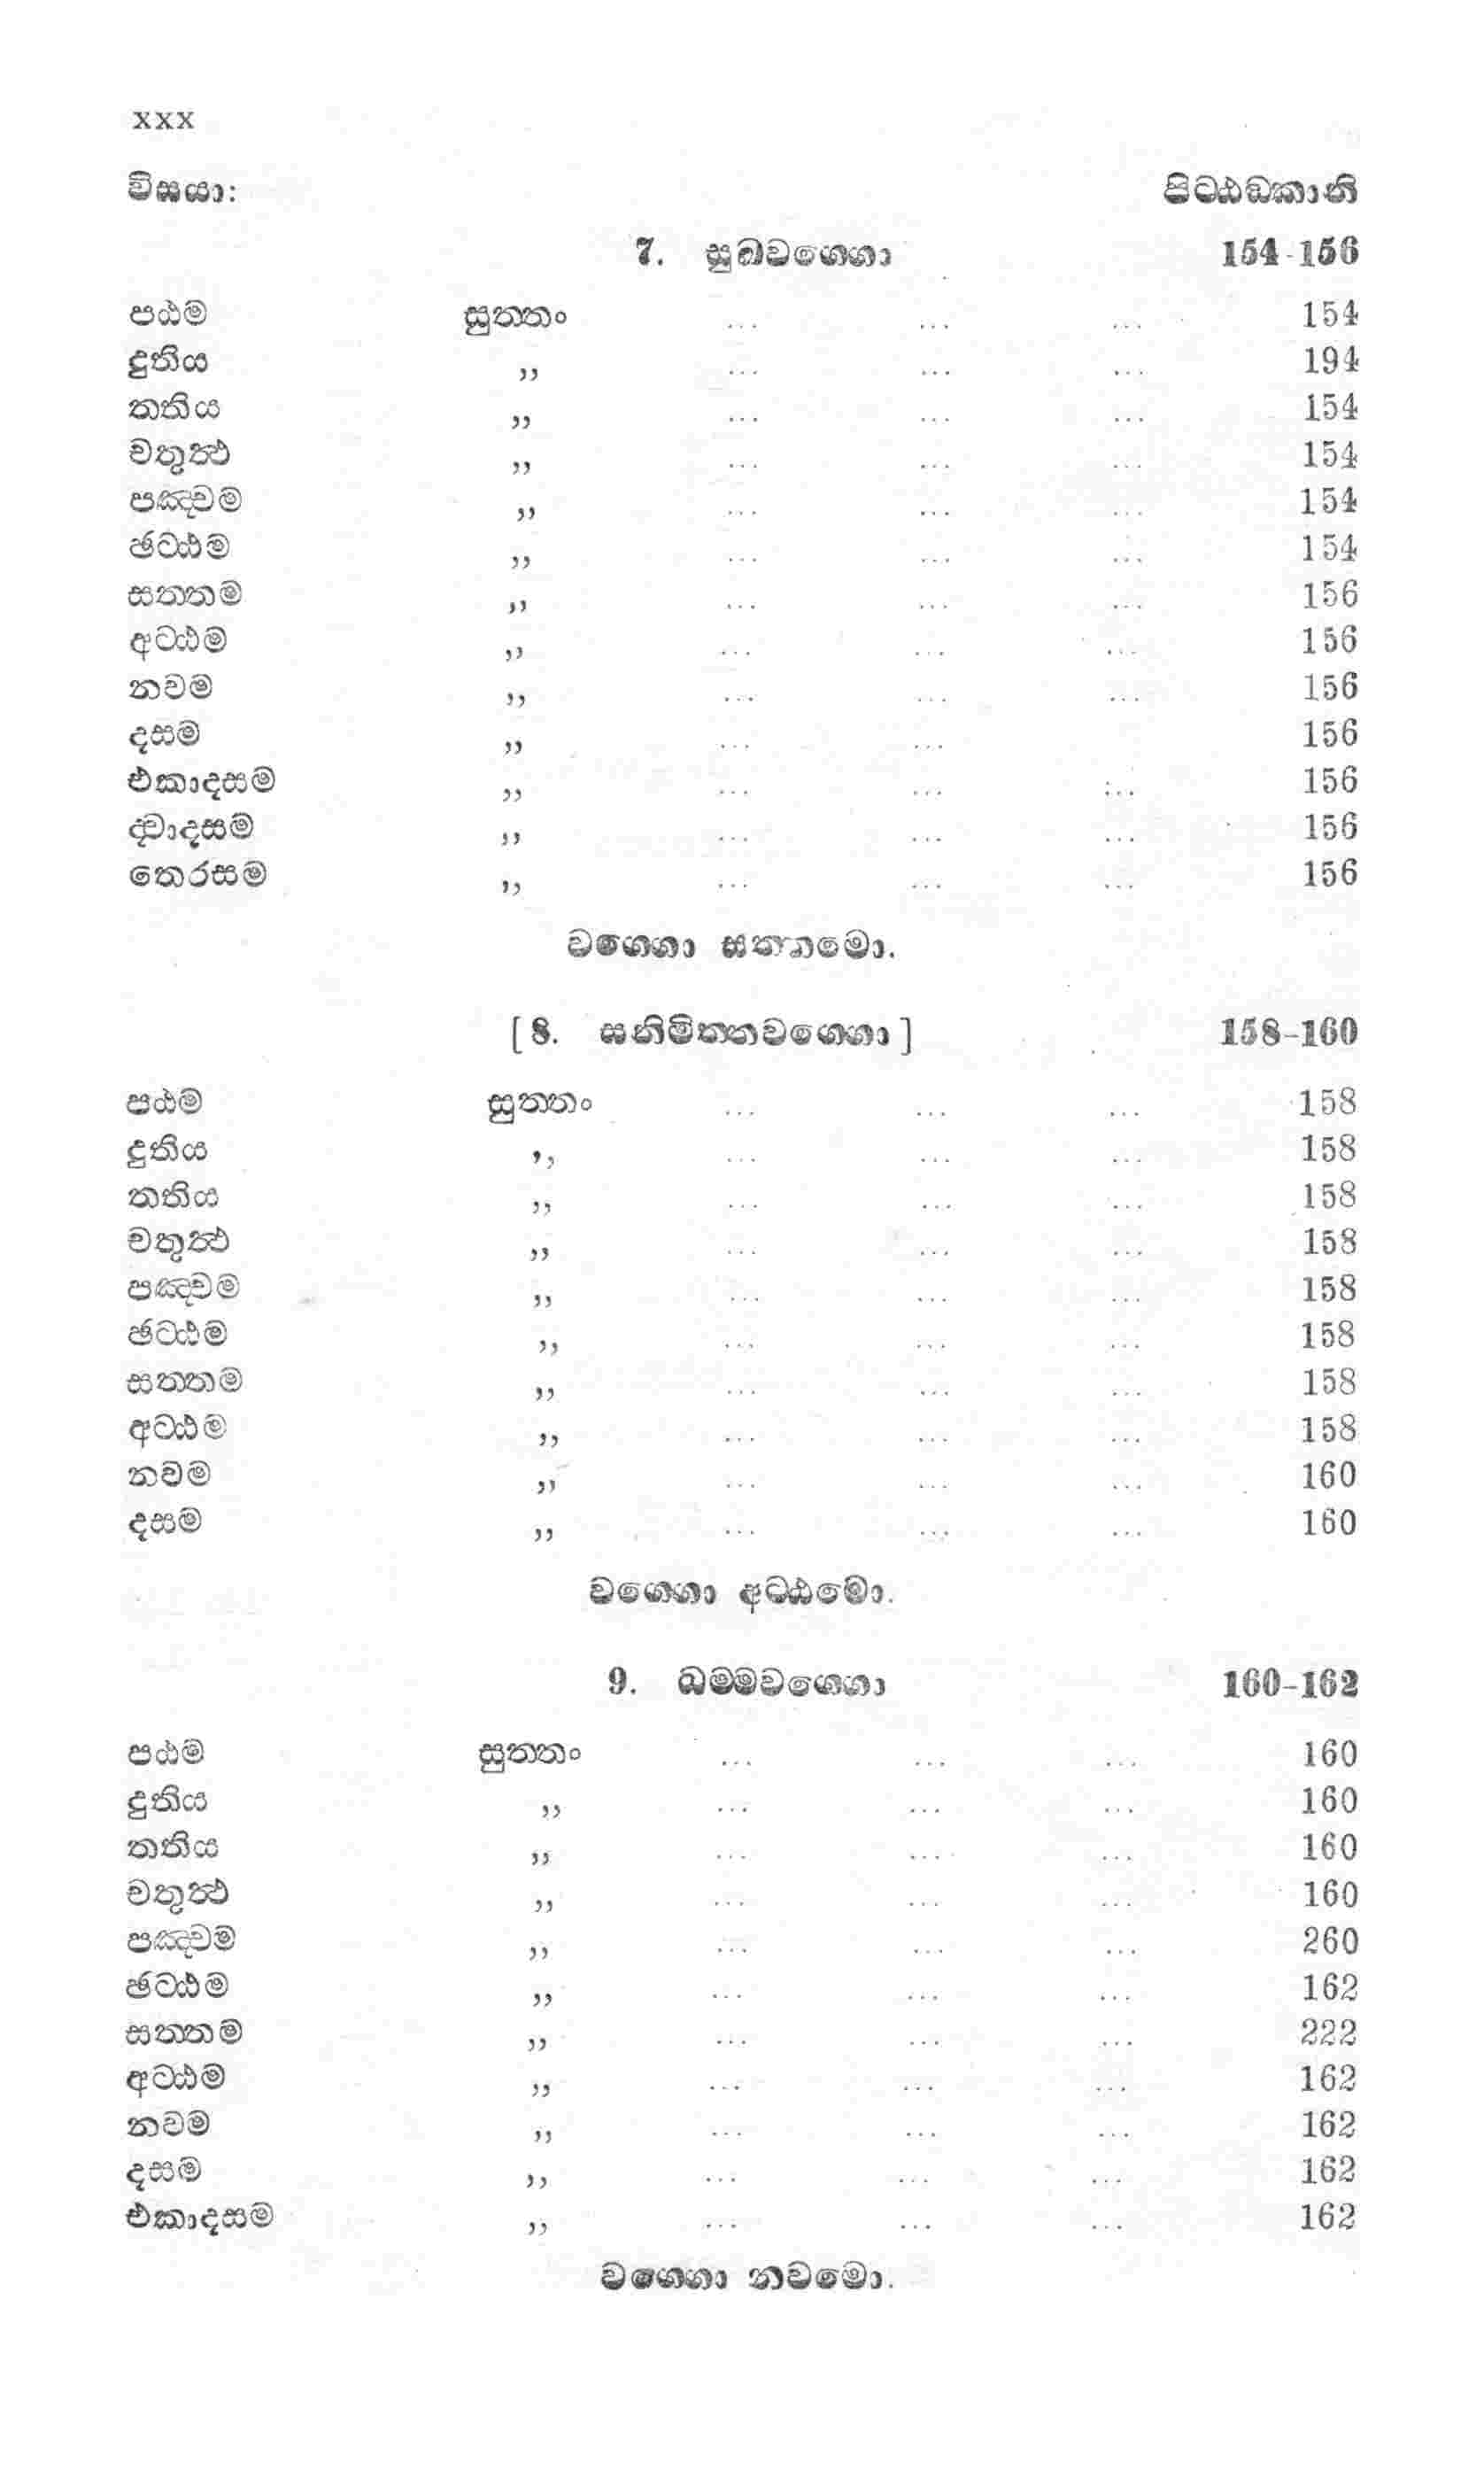 xxx
විසයා: පිටඨඞකානි
7. සුඛවගෙගා 154-156
පඨම සුත‍්තං ... ... ... 154
දුතිය ,, ... ... ... 194
තතිය ,, ... ... ... 154
චතුත්‍ථ ,, ... ... ... 154
පඤ්චම ,, ... ... ... 154
ඡට‍්ඨම ,, ... ... ... 154
සත‍්තම ,, ... ... ... 156
අට‍්ඨම ,, ... ... ... 156
නවම ,, ... ... ... 156
දසම ,, ... ... 156
එකාදසම ,, ... ... ... 156
ද්‍වාදසම ,, ... ... ... 156
තෙරසම ,, ... ... ... 156
වගෙගා සත‍්තමො.
[ 8. සනිමිත‍්තවගෙගා ] 158-160
පඨම සුත‍්තං ... ... ... 158
දුතිය ,, ... ... ... 158
තතිය ,, ... ... ... 158
චතුත්‍ථ ,, ... ... ... 158
පඤ්චම ,, ... ... ... 158
ඡට‍්ඨම ,, ... ... ... 158
සත‍්තම ,, ... ... ... 158
අට‍්ඨම ,, ... ... ... 158
නවම ,, ... ... ... 160
දසම ,, ... ... ... 160
වගෙගා අට‍්ඨමො.
9. ධම‍්මවගෙගා 160-162
පඨම සුත‍්තං ... ... ... 160
දුතිය ,, ... ... ... 160
තතිය ,, ... ... ... 160
චතුත්‍ථ ,, ... ... ... 160
පඤ්චම ,, ... ... ... 260
ඡට‍්ඨම ,, ... ... ... 162
සත‍්තම ,, ... ... ... 222
අට‍්ඨම ,, ... ... ... 162
නවම ,, ... ... ... 162
දසම ,, ... ... ... 162
එකාදසම ,, ... ... ... 162
වගෙගා නවමො.